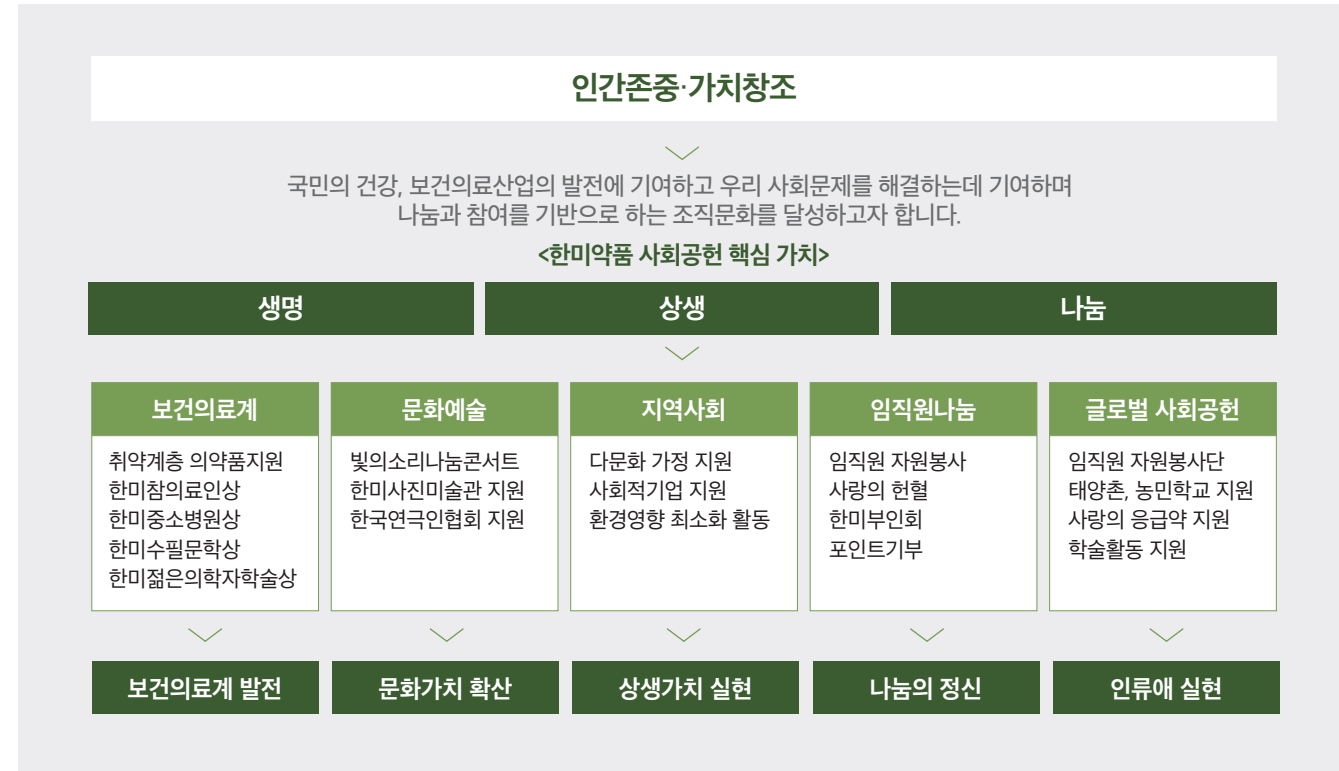 인간존중·가치창조
국민의 건강, 보건의료산업의 발전에 기여하고 우리 사회문제를 해결하는데 기여하며
나눔과 참여를 기반으로 하는 조직문화를 달성하고자 합니다.
<한미약품 사회공헌 핵심 가치>
생명
상생
나눔
보건의료계
취약계층 의약품지원
한미참의료인상
한미중소병원상
한미수필문학상
한미젊은의학자학술상
보건의료계 발전
문화예술
빛의소리나눔콘서트
한미사진미술관 지원
한국연극인협회 지원
문화가치 확산
지역사회
다문화 가정 지원
사회적기업 지원
환경영향 최소화 활동
상생가치 실현
임직원나눔
임직원 자원봉사
사랑의 헌혈
한미부인회
포인트기부
나눔의 정신
글로벌 사회공헌
임직원 자원봉사단
태양촌, 농민학교 지원
사랑의 응급약 지원
학술활동 지원
인류애 실현